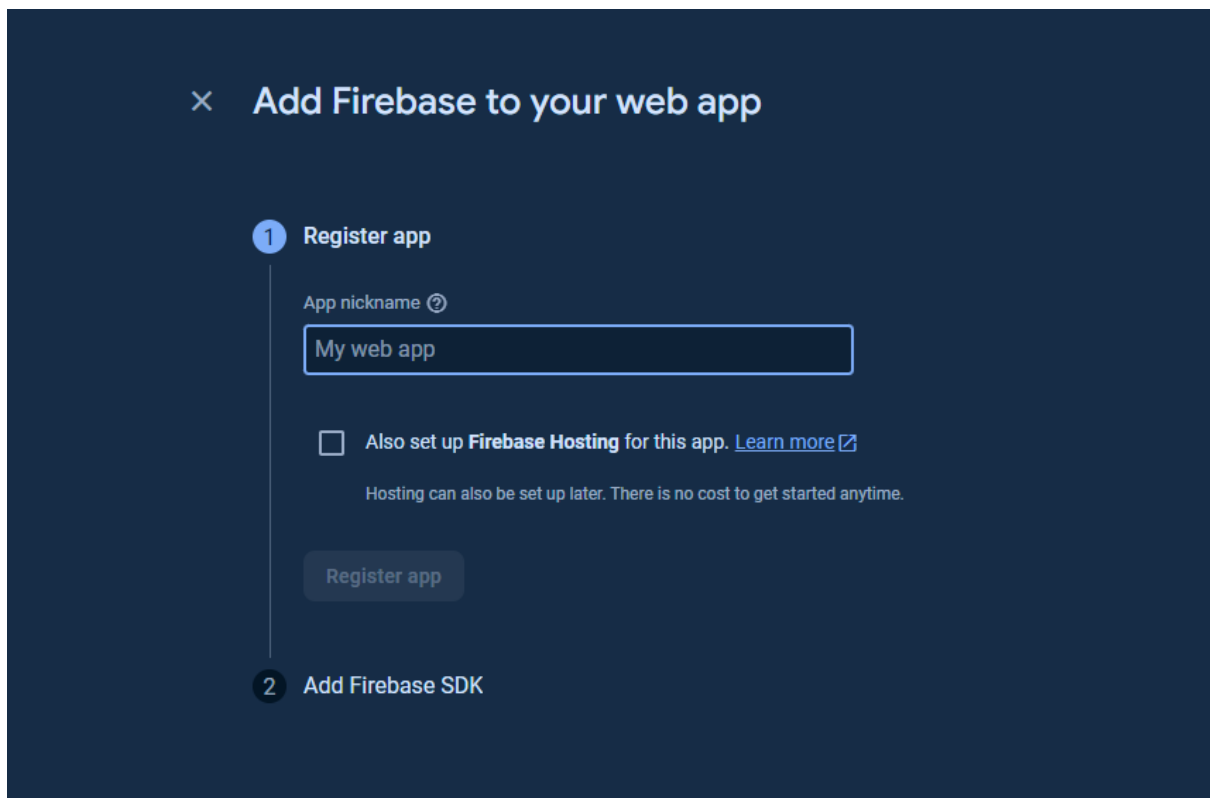 Add Firebase to your web app
1 Register app
App nickname
My web app
Also set up Firebase Hosting for this app. Learn more
Hosting can also be set up later. There is no cost to get started anytime.
Register app
2 Add Firebase SDK